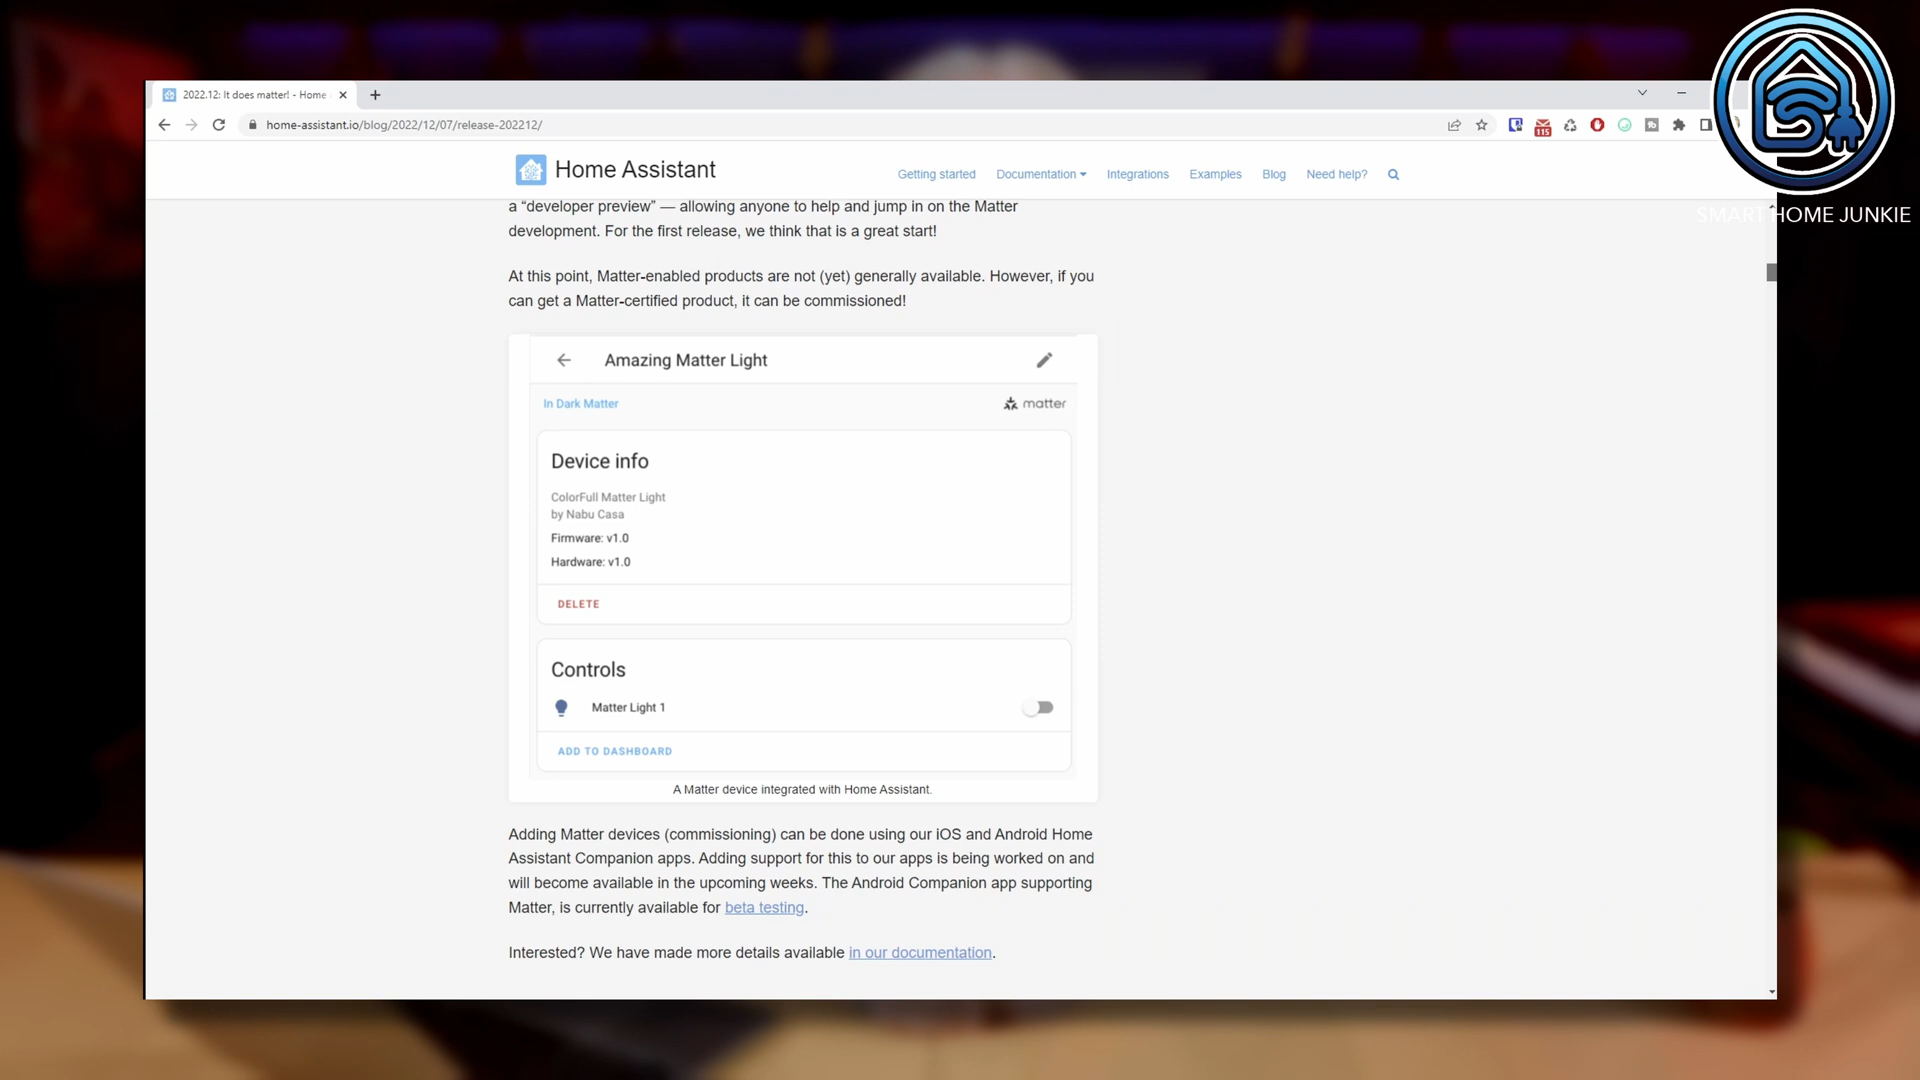 2022.12: It does matter! - Home
home-assistant.io/blog/2022/12/07/release-202212/
115
SMART HOME JUNKIE
Home Assistant
Getting started
Documentation
Integrations
Examples
Blog
Need help?
a “developer preview” — allowing anyone to help and jump in on the Matter
development. For the first release, we think that is a great start!
At this point, Matter-enabled products are not (yet) generally available. However, if you
can get a Matter-certified product, it can be commissioned!
Amazing Matter Light
In Dark Matter
matter
Device info
ColorFull Matter Light
by Nabu Casa
Firmware: v1.0
Hardware: v1.0
DELETE
Controls
Matter Light 1
ADD TO DASHBOARD
A Matter device integrated with Home Assistant.
Adding Matter devices (commissioning) can be done using our iOS and Android Home
Assistant Companion apps. Adding support for this to our apps is being worked on and
will become available in the upcoming weeks. The Android Companion app supporting
Matter, is currently available for beta testing.
Interested? We have made more details available in our documentation.